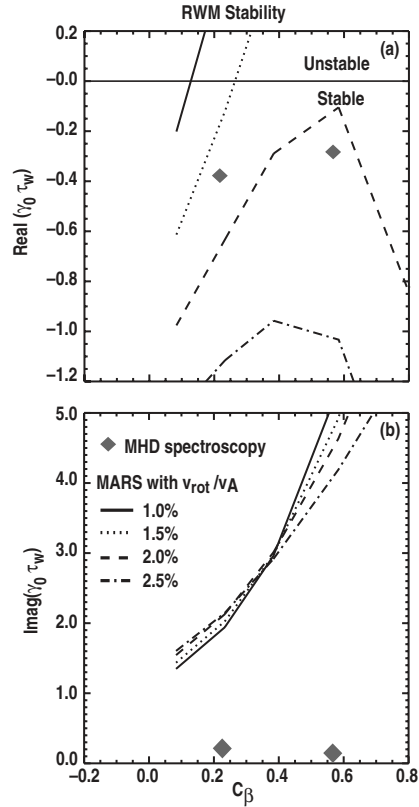 RWM Stability
0.2
(a)
Unstable
−0.0
Stable
−0.2
−0.4
−0.6
−0.8
−1.0
−1.2
Real (γ0 τw)
5.0
(b)
MHD spectroscopy
MARS with vrot /vA
4.0
1.0%
1.5%
3.0
2.0%
2.5%
2.0
1.0
0.0
Imag(γ0 τw)
−0.2 0.0 0.2 0.4 0.6 0.8
Cβ